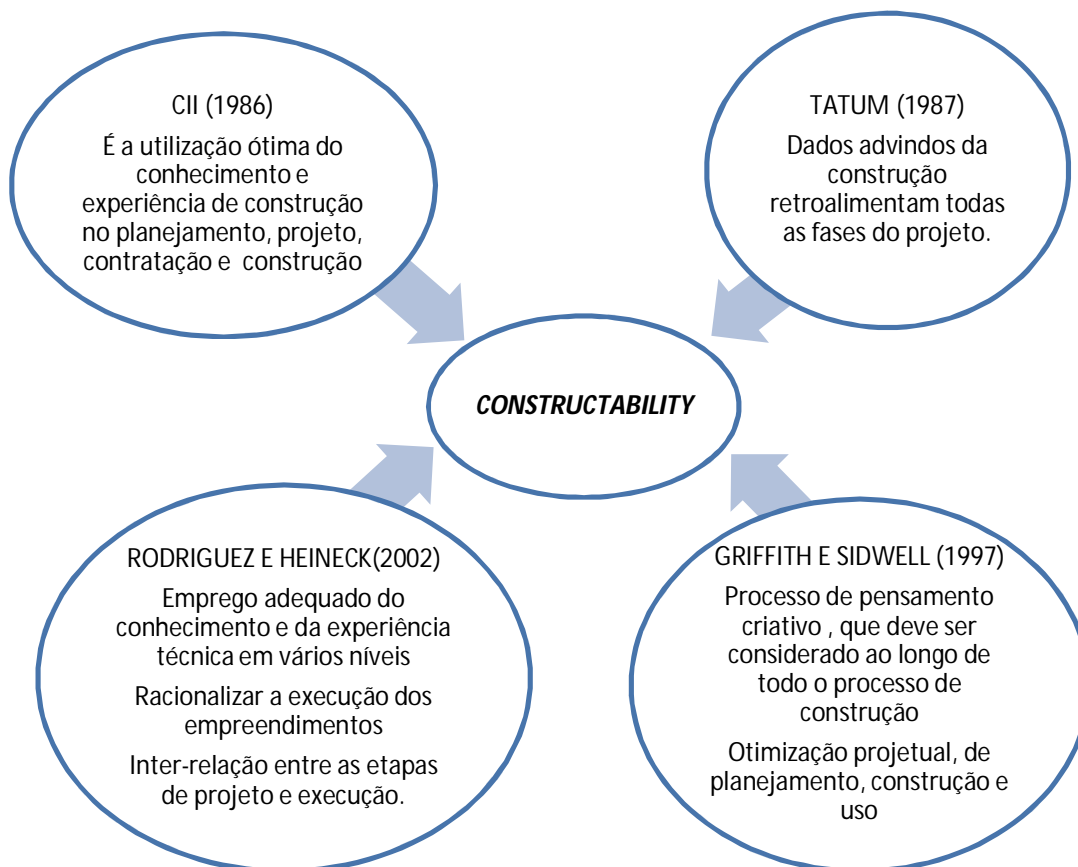 CII (1986)
É a utilização ótima do
conhecimento e
experiência de construção
no planejamento, projeto,
contratação e construção
TATUM (1987)
Dados advindos da
construção
retroalimentam todas
as fases do projeto.
CONSTRUCTABILITY
RODRIGUEZ E HEINECK(2002)
Emprego adequado do
conhecimento e da experiência
técnica em vários níveis
Racionalizar a execução dos
empreendimentos
Inter-relação entre as etapas
de projeto e execução.
GRIFFITH E SIDWELL (1997)
Processo de pensamento
criativo , que deve ser
considerado ao longo de
todo o processo de
construção
Otimização projetual, de
planejamento, construção e
uso